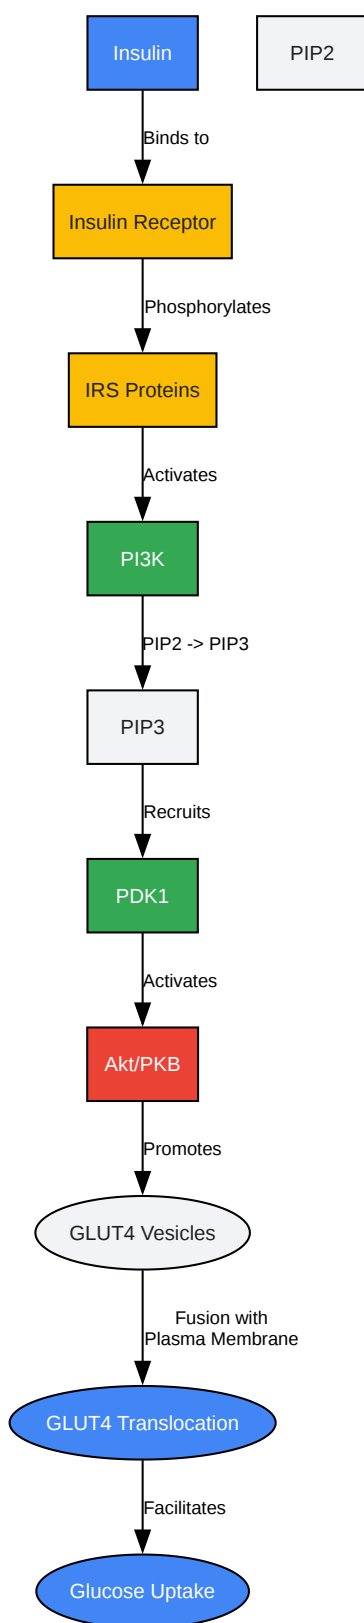 Insulin
PIP2
Binds to
Insulin Receptor
Phosphorylates
IRS Proteins
Activates
PI3K
PIP2 -> PIP3
PIP3
Recruits
PDK1
Activates
Akt/PKB
Promotes
GLUT4 Vesicles
Fusion with
Plasma Membrane
GLUT4 Translocation
Facilitates
Glucose Uptake